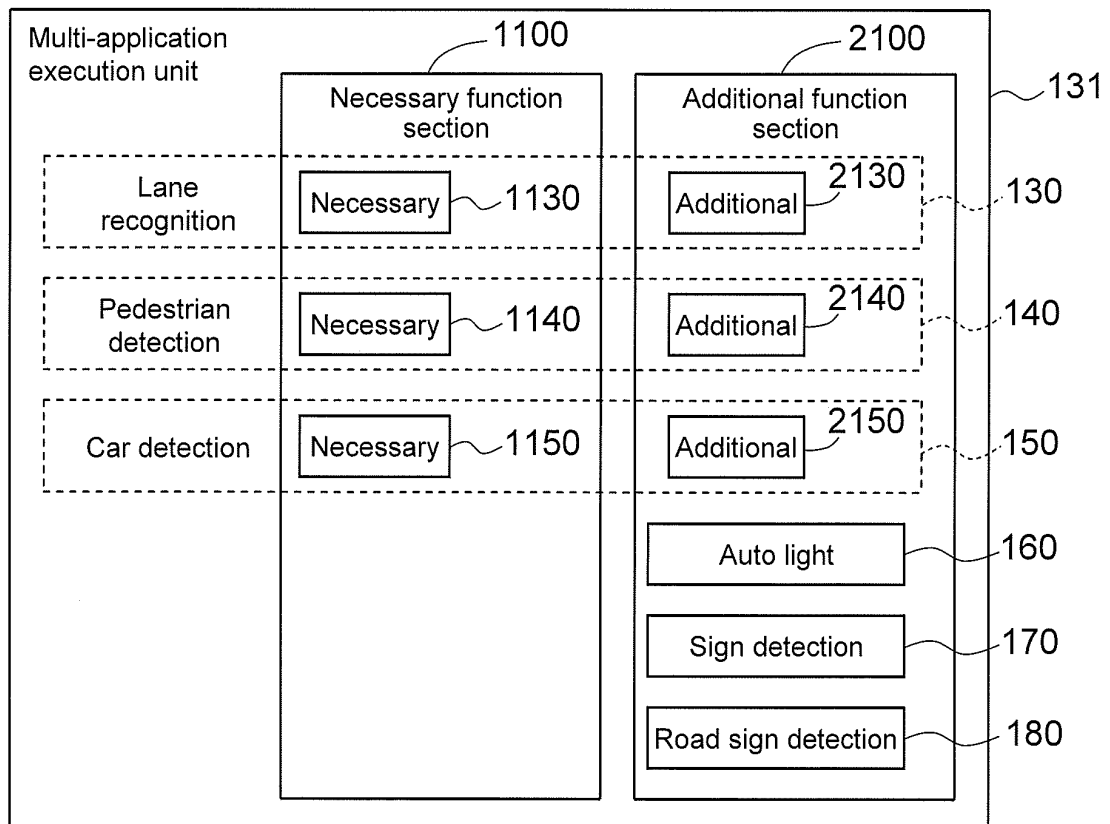 Multi-application
execution unit
1100
2100
131
Necessary function
section
Additional function
section
Lane
recognition
Necessary
1130
Additional
2130
130
Pedestrian
detection
Necessary
1140
Additional
2140
140
Car detection
Necessary
1150
Additional
2150
150
Auto light
160
Sign detection
170
Road sign detection
180